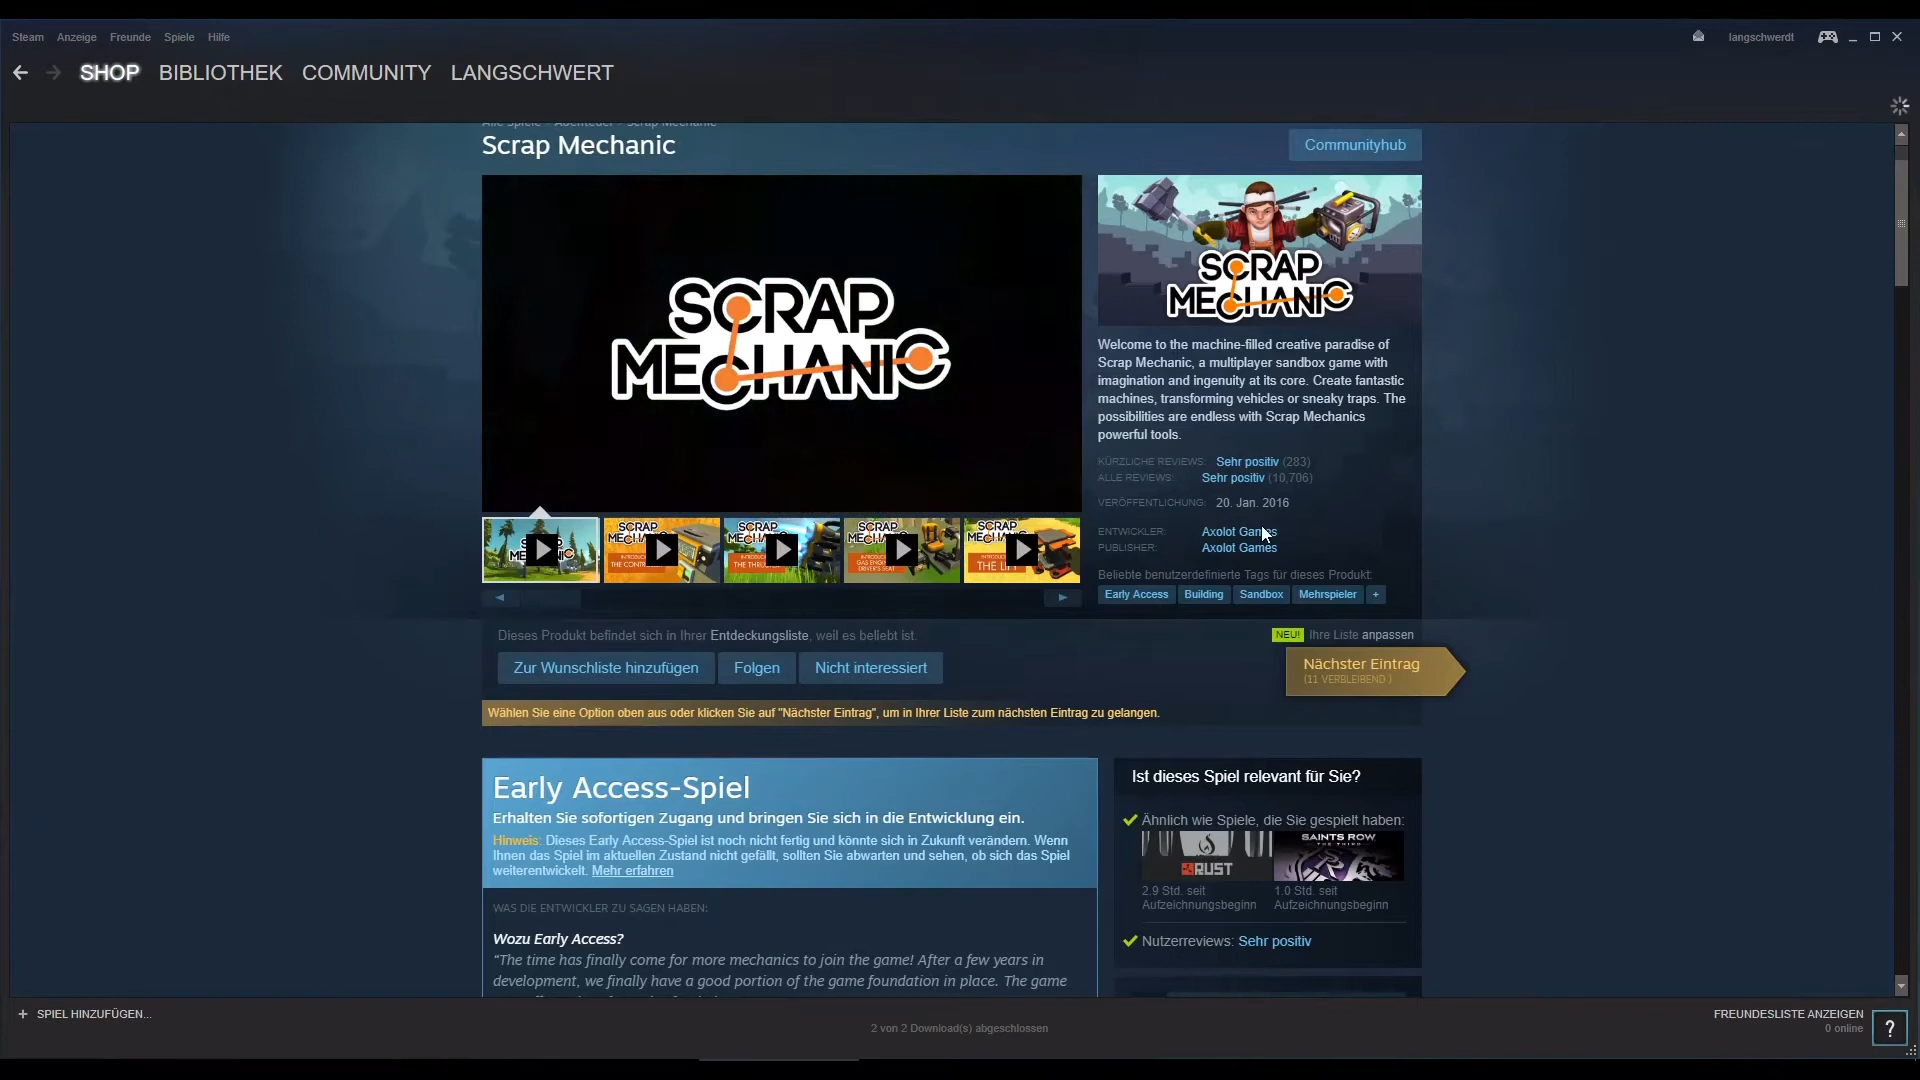 Steam Anzeige Freunde Spiele Hilfe
langschwerdt
SHOP BIBLIOTHEK COMMUNITY LANGSCHWERT
Alle Spiele > Abenteuer > Scrap Mechanic
Scrap Mechanic
Communityhub
SCRAP
MECHANIC
SCRAP
MECHANIC
Welcome to the machine-filled creative paradise of
Scrap Mechanic, a multiplayer sandbox game with
imagination and ingenuity at its core. Create fantastic
machines, transforming vehicles or sneaky traps. The
possibilities are endless with Scrap Mechanics
powerful tools.
KÜRZLICHE REVIEWS: Sehr positiv (283)
ALLE REVIEWS: Sehr positiv (10,706)
VERÖFFENTLICHUNG: 20. Jan. 2016
ENTWICKLER: Axolot Games
PUBLISHER: Axolot Games
Beliebte benutzerdefinierte Tags für dieses Produkt:
Early Access Building Sandbox Mehrspieler +
Dieses Produkt befindet sich in Ihrer Entdeckungsliste, weil es beliebt ist.
NEU! Ihre Liste anpassen
Zur Wunschliste hinzufügen Folgen Nicht interessiert
Nächster Eintrag
(11 VERBLEIBEND )
Wählen Sie eine Option oben aus oder klicken Sie auf "Nächster Eintrag", um in Ihrer Liste zum nächsten Eintrag zu gelangen.
Early Access-Spiel
Erhalten Sie sofortigen Zugang und bringen Sie sich in die Entwicklung ein.
Hinweis: Dieses Early Access-Spiel ist noch nicht fertig und könnte sich in Zukunft verändern. Wenn
Ihnen das Spiel im aktuellen Zustand nicht gefällt, sollten Sie abwarten und sehen, ob sich das Spiel
weiterentwickelt. Mehr erfahren
WAS DIE ENTWICKLER ZU SAGEN HABEN:
Wozu Early Access?
“The time has finally come for more mechanics to join the game! After a few years in
development, we finally have a good portion of the game foundation in place. The game
Ist dieses Spiel relevant für Sie?
Ähnlich wie Spiele, die Sie gespielt haben:
RUST
SAINTS ROW
THE THIRD
2.9 Std. seit
Aufzeichnungsbeginn
1.0 Std. seit
Aufzeichnungsbeginn
Nutzerreviews: Sehr positiv
+ SPIEL HINZUFÜGEN...
2 von 2 Download(s) abgeschlossen
FREUNDESLISTE ANZEIGEN
0 online
?